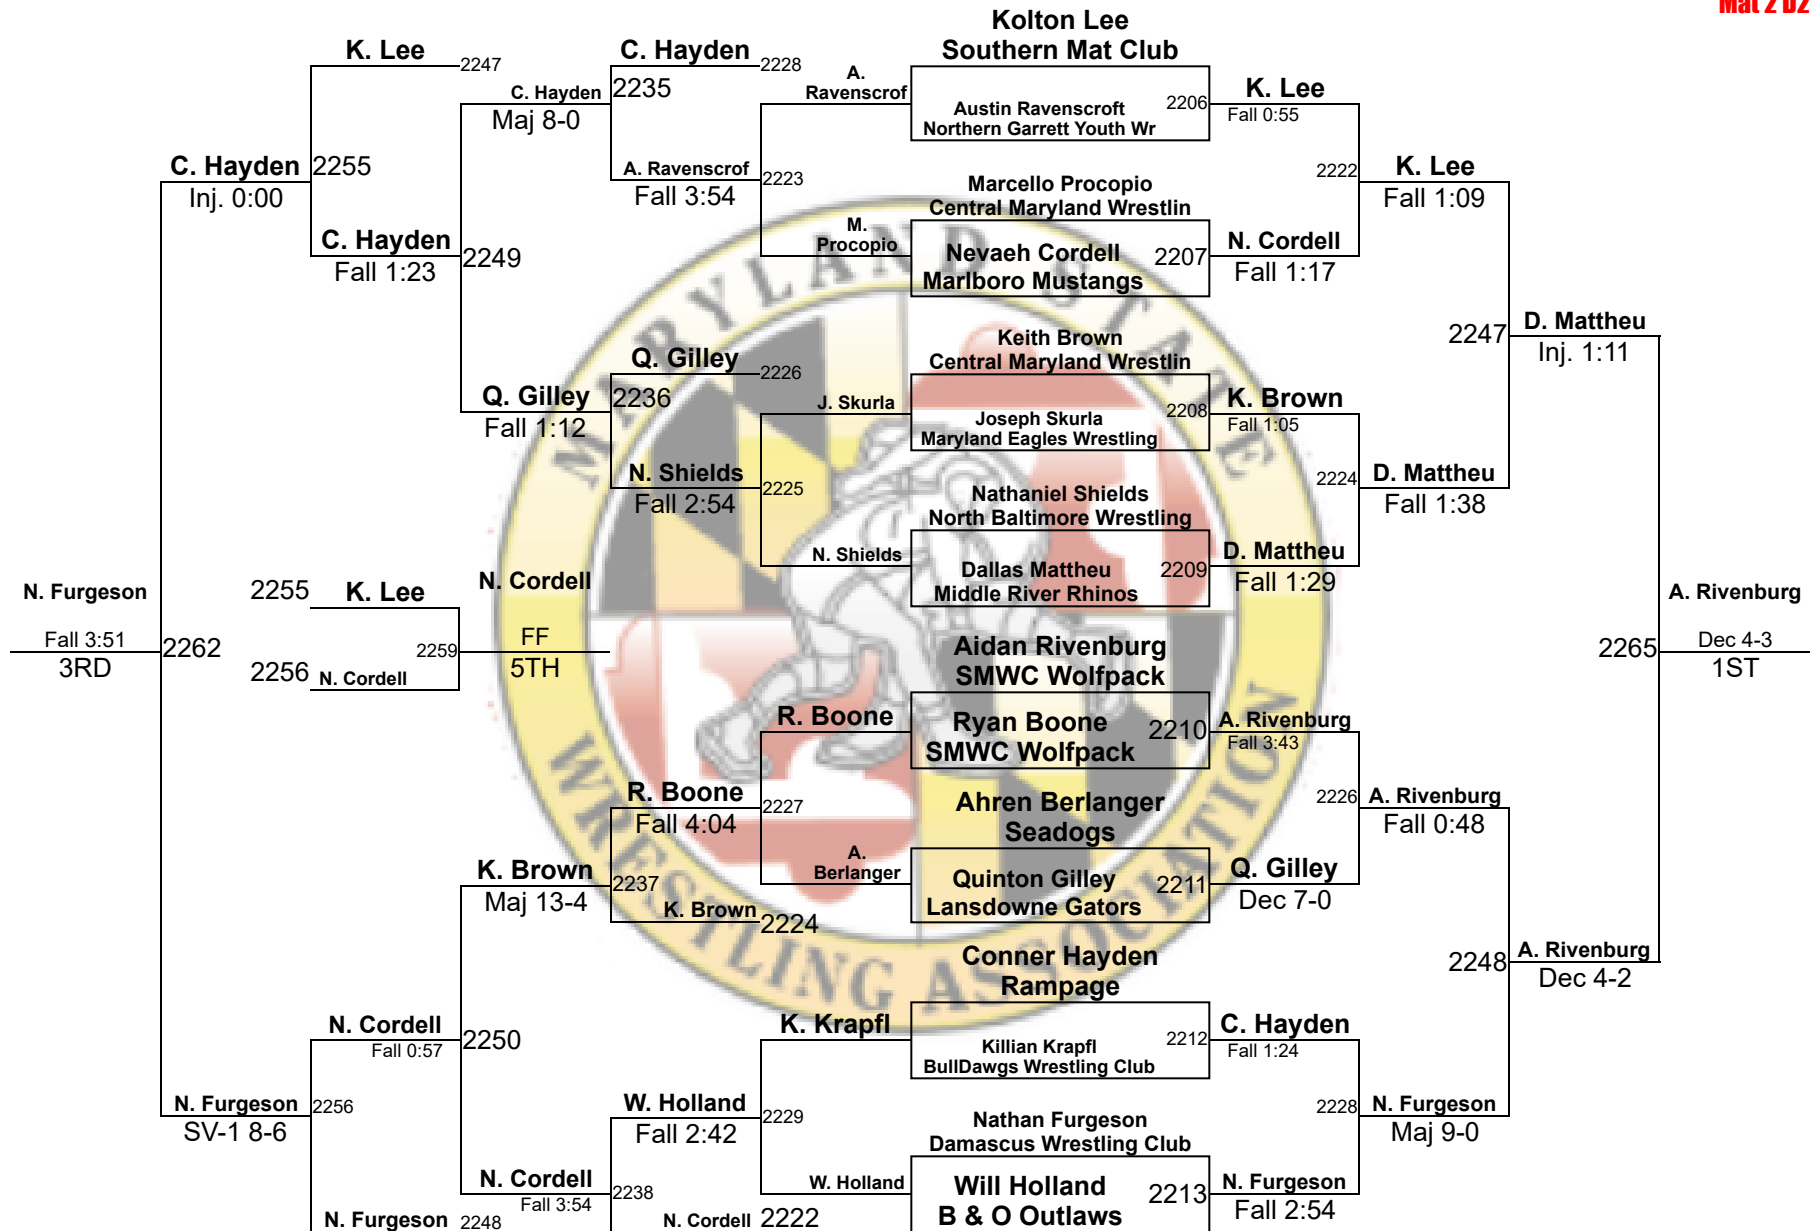 Mat 2 D2
Kolton Lee
Southern Mat Club
K. Lee
2247
C. Hayden
2228
A.
Ravenscrof
C. Hayden
2235
Maj 8-0
Austin Ravenscroft
Northern Garrett Youth Wr
2206
K. Lee
Fall 0:55
C. Hayden
2255
Inj. 0:00
A. Ravenscrof
2223
Fall 3:54
2222
K. Lee
Fall 1:09
Marcello Procopio
Central Maryland Wrestlin
M.
Procopio
C. Hayden
2249
Fall 1:23
Nevaeh Cordell
Marlboro Mustangs
2207
N. Cordell
Fall 1:17
2247
D. Mattheu
Inj. 1:11
Keith Brown
Central Maryland Wrestlin
Q. Gilley
2226
Q. Gilley
2236
Fall 1:12
J. Skurla
Joseph Skurla
Maryland Eagles Wrestling
2208
K. Brown
Fall 1:05
N. Shields
2225
Fall 2:54
2224
D. Mattheu
Fall 1:38
Nathaniel Shields
North Baltimore Wrestling
N. Shields
Dallas Mattheu
Middle River Rhinos
2209
D. Mattheu
Fall 1:29
N. Furgeson
Fall 3:51
3RD
2262
2255
K. Lee
N. Cordell
2259
FF
5TH
2256
N. Cordell
A. Rivenburg
2265
Dec 4-3
1ST
Aidan Rivenburg
SMWC Wolfpack
R. Boone
Ryan Boone
SMWC Wolfpack
2210
A. Rivenburg
Fall 3:43
R. Boone
2227
Fall 4:04
2226
A. Rivenburg
Fall 0:48
Ahren Berlanger
Seadogs
A.
Berlanger
K. Brown
2237
Maj 13-4
Quinton Gilley
Lansdowne Gators
2211
Q. Gilley
Dec 7-0
K. Brown
2224
2248
A. Rivenburg
Dec 4-2
Conner Hayden
Rampage
K. Krapfl
N. Cordell
2250
Fall 0:57
Killian Krapfl
BullDawgs Wrestling Club
2212
C. Hayden
Fall 1:24
N. Furgeson
2256
SV-1 8-6
W. Holland
2229
Fall 2:42
2228
N. Furgeson
Maj 9-0
Nathan Furgeson
Damascus Wrestling Club
N. Cordell
2238
Fall 3:54
W. Holland
Will Holland
B & O Outlaws
2213
N. Furgeson
Fall 2:54
N. Furgeson
2248
N. Cordell
2222
MARYLAND STATE
WRESTLING ASSOCIATION